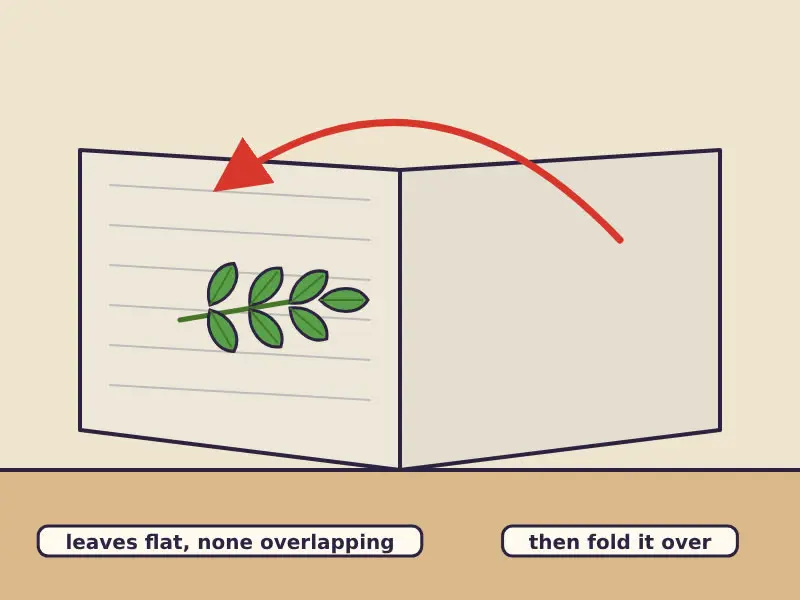 leaves flat, none overlapping
then fold it over